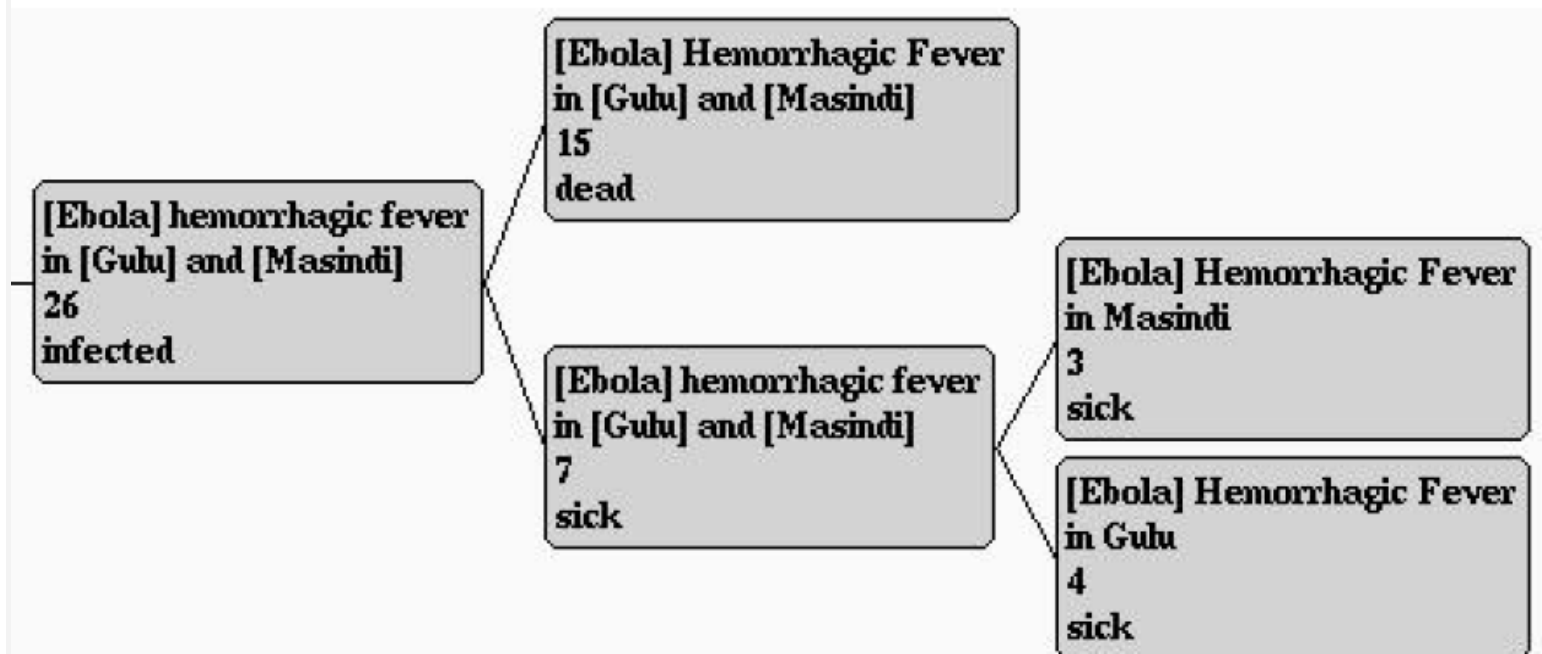 [Ebola] hemorrhagic fever
in [Gulu] and [Masindi]
26
infected
[Ebola] Hemorrhagic Fever
in [Gulu] and [Masindi]
15
dead
[Ebola] hemorrhagic fever
in [Gulu] and [Masindi]
7
sick
[Ebola] Hemorrhagic Fever
in Masindi
3
sick
[Ebola] Hemorrhagic Fever
in Gulu
4
sick